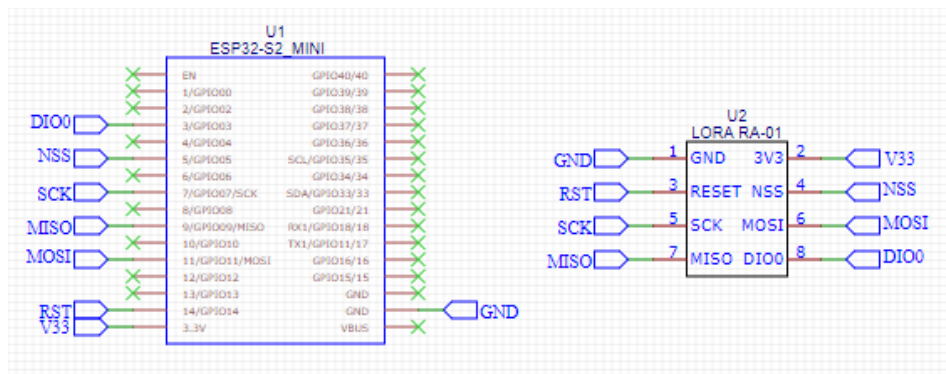 U1
ESP32-S2_MINI
EN GPIO40/40
1/GPIO00 GPIO39/39
2/GPIO02 GPIO38/38
DIO0 3/GPIO03 GPIO37/37
4/GPIO04 GPIO36/36
NSS 5/GPIO05 SCL/GPIO35/35
6/GPIO06 GPIO34/34
SCK 7/GPIO07/SCK SDA/GPIO33/33
8/GPIO08 GPIO21/21
MISO 9/GPIO09/MISO RX1/GPIO18/18
10/GPIO10 TX1/GPIO11/17
MOSI 11/GPIO11/MOSI GPIO16/16
12/GPIO12 GPIO15/15
13/GPIO13 GND
RST 14/GPIO14 GND GND
V33 3.3V VBUS
U2
LORA RA-01
GND 1 GND 3V3 2 V33
RST 3 RESET NSS 4 NSS
SCK 5 SCK MOSI 6 MOSI
MISO 7 MISO DIO0 8 DIO0